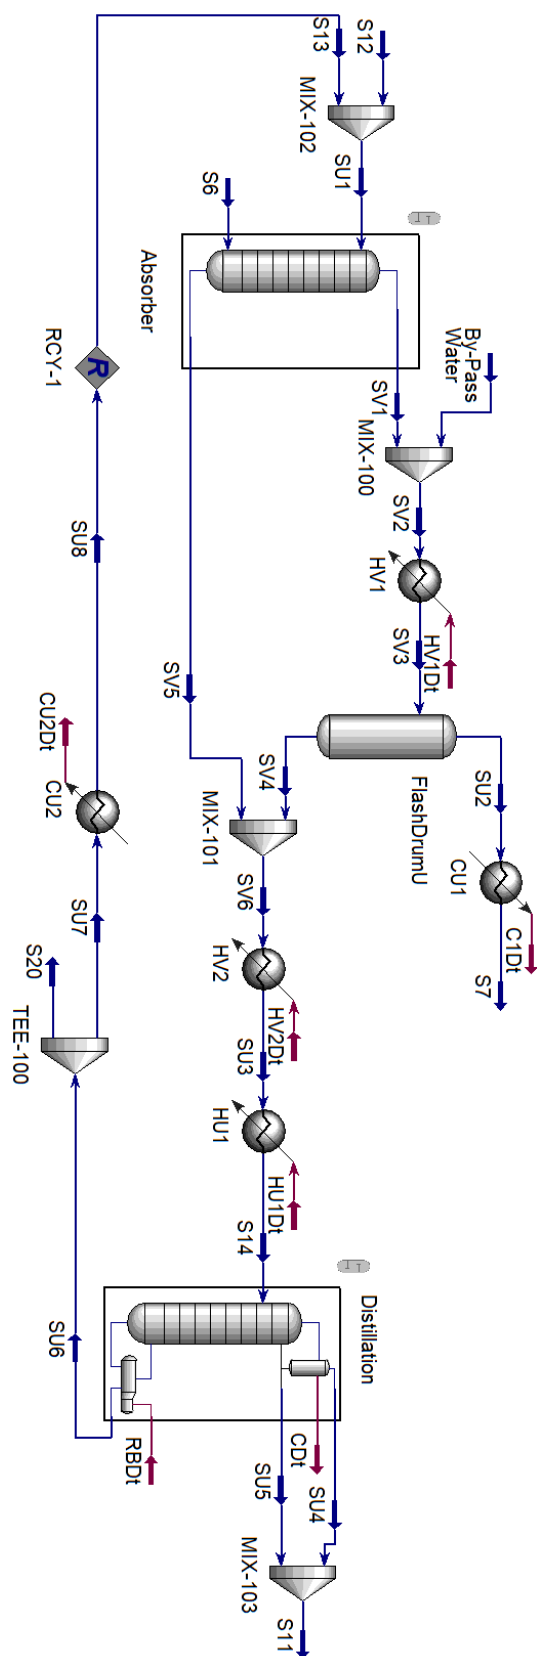 S12
S13
MIX-102
SU1
S6
Absorber
By-Pass
Water
SV1
MIX-100
SV2
HV1
HV1Dt
SV3
SV5
FlashDrumU
SU2
CU1
C1Dt
S7
SV4
MIX-101
SV6
HV2
HV2Dt
SU3
HU1
HU1Dt
S14
Distillation
CDt
SU4
SU5
MIX-103
S11
RBDt
SU6
TEE-100
S20
SU7
CU2
CU2Dt
SU8
R
RCY-1